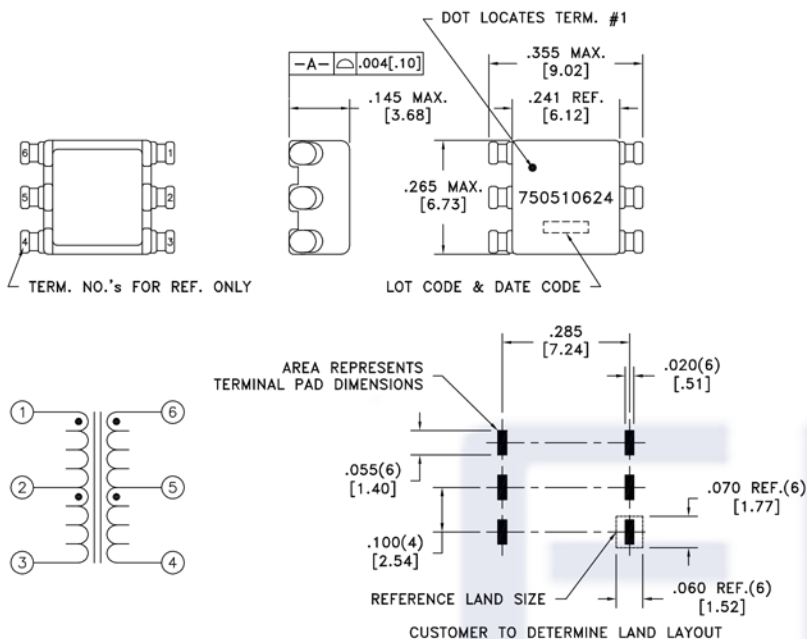 DOT LOCATES TERM. #1
-A- .004[.10]
.355 MAX.
[9.02]
.145 MAX.
[3.68]
.241 REF.
[6.12]
6
1
5
2
4
3
.265 MAX.
[6.73]
750510624
TERM. NO.'s FOR REF. ONLY
LOT CODE & DATE CODE
.285
[7.24]
AREA REPRESENTS
TERMINAL PAD DIMENSIONS
.020(6)
[.51]
1
6
2
5
3
4
.055(6)
[1.40]
.070 REF.(6)
[1.77]
.100(4)
[2.54]
REFERENCE LAND SIZE
.060 REF.(6)
[1.52]
CUSTOMER TO DETERMINE LAND LAYOUT